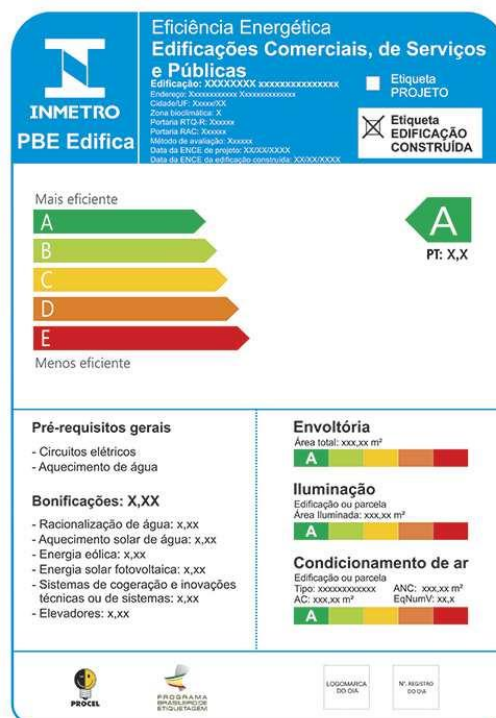 INMETRO
PBE Edifica
Eficiência Energética
Edificações Comerciais, de Serviços
e Públicas
Edificação: XXXXXXXX xxxxxxxxxxxxxxx
Endereço: Xxxxxxxxxxxx Xxxxxxxxxxxxxx
Cidade/UF: Xxxxx/XX
Zona bioclimática: X
Portaria RTQ-R: Xxxxxx
Portaria RAC: Xxxxxx
Método de avaliação: Xxxxxx
Data da ENCE de projeto: XX/XX/XXXX
Data da ENCE da edificação construída: XX/XX/XXXX
Etiqueta
PROJETO
Etiqueta
EDIFICAÇÃO
CONSTRUÍDA
Mais eficiente
A
B
C
D
E
Menos eficiente
A
PT: X,X
Pré-requisitos gerais
- Circuitos elétricos
- Aquecimento de água
Bonificações: X,XX
- Racionalização de água: x,xx
- Aquecimento solar de água: x,xx
- Energia eólica: x,xx
- Energia solar fotovoltaica: x,xx
- Sistemas de cogeração e inovações
técnicas ou de sistemas: x,xx
- Elevadores: x,xx
Envoltória
Área total: xxx,xx m²
A
Iluminação
Edificação ou parcela
Área Iluminada: xxx,xx m²
A
Condicionamento de ar
Edificação ou parcela
Tipo: xxxxxxxxxxxx ANC: xxx,xx m²
AC: xxx,xx m² EqNumV: xx,x
A
PROCEL
PROGRAMA
BRASILEIRO DE
ETIQUETAGEM
LOGOMARCA
DO OIA
Nº. REGISTRO
DO OIA